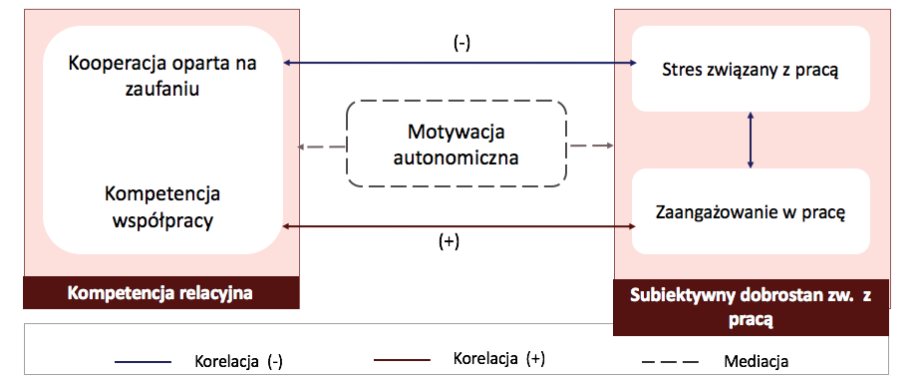 Kooperacja oparta na
zaufaniu
Kompetencja
współpracy
Kompetencja relacyjna
(-)
Motywacja
autonomiczna
(+)
Stres związany z pracą
Zaangażowanie w pracę
Subiektywny dobrostan zw. z
pracą
Korelacja (-)
Korelacja (+)
Mediacja